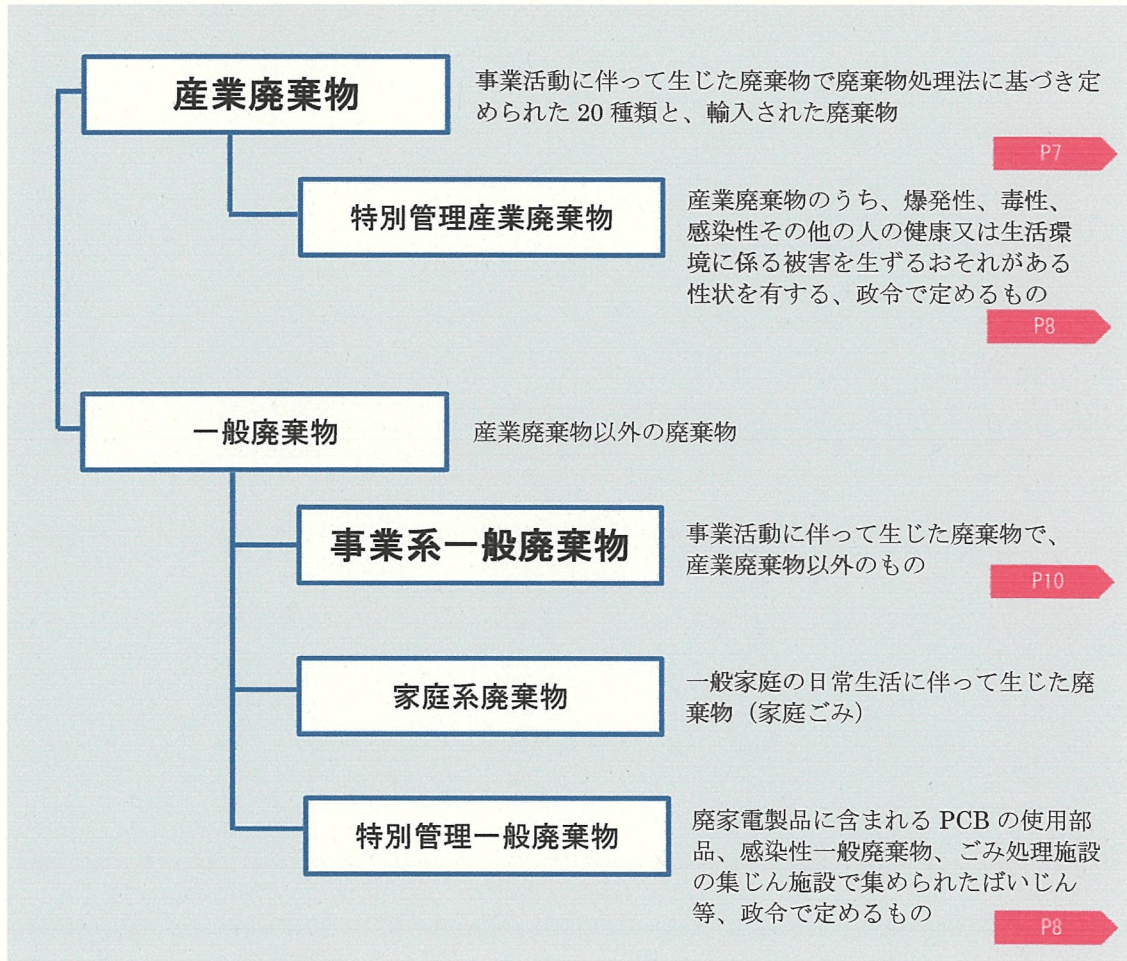 産業廃棄物
事業活動に伴って生じた廃棄物で廃棄物処理法に基づき定
められた 20 種類と、輸入された廃棄物
P7
特別管理産業廃棄物
産業廃棄物のうち、爆発性、毒性、
感染性その他の人の健康又は生活環
境に係る被害を生ずるおそれがある
性状を有する、政令で定めるもの
P8
一般廃棄物
産業廃棄物以外の廃棄物
事業系一般廃棄物
事業活動に伴って生じた廃棄物で、
産業廃棄物以外のもの
P10
家庭系廃棄物
一般家庭の日常生活に伴って生じた廃
棄物（家庭ごみ）
特別管理一般廃棄物
廃家電製品に含まれる PCB の使用部
品、感染性一般廃棄物、ごみ処理施設
の集じん施設で集められたばいじん
等、政令で定めるもの
P8